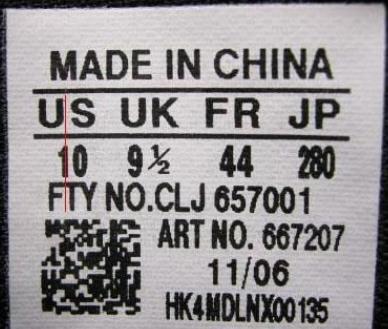 MADE IN CHINA
US UK FR JP
10 9½ 44 280
FTY NO.CLJ 657001
ART NO. 667207
11/06
HK4MDLNX00135